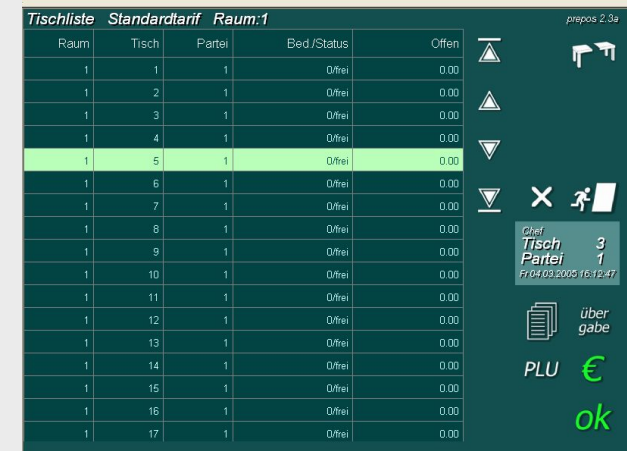 Tischliste Standardtarif Raum:1
prepos 2.3a
Raum Tisch Partei Bed./Status Offen
1 1 1 0/frei 0.00
1 2 1 0/frei 0.00
1 3 1 0/frei 0.00
1 4 1 0/frei 0.00
1 5 1 0/frei 0.00
1 6 1 0/frei 0.00
1 7 1 0/frei 0.00
1 8 1 0/frei 0.00
1 9 1 0/frei 0.00
1 10 1 0/frei 0.00
1 11 1 0/frei 0.00
1 12 1 0/frei 0.00
1 13 1 0/frei 0.00
1 14 1 0/frei 0.00
1 15 1 0/frei 0.00
1 16 1 0/frei 0.00
1 17 1 0/frei 0.00
Chef
Tisch 3
Partei 1
Fr 04.03.2005 16:12:47
über
gabe
PLU €
ok